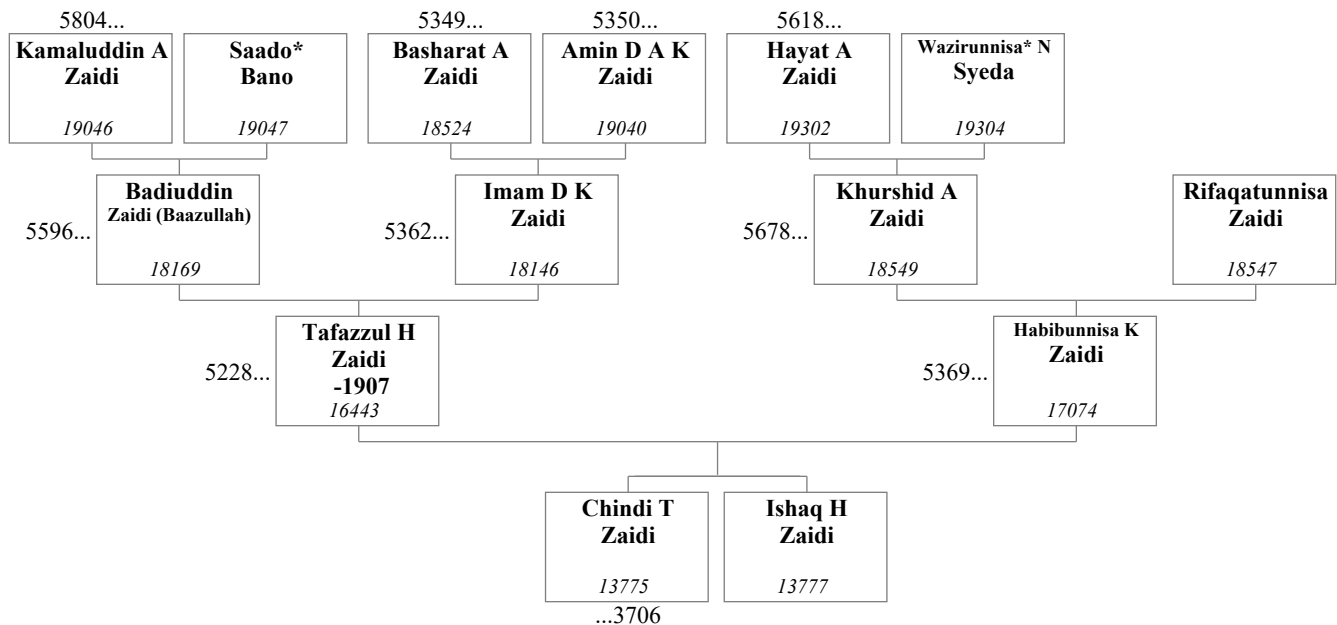 5804...
5349...
5350...
5618...
Kamaluddin A
Zaidi
19046
Saado*
Bano
19047
Basharat A
Zaidi
18524
Amin D A K
Zaidi
19040
Hayat A
Zaidi
19302
Wazirunnisa* N
Syeda
19304
5596...
Badiuddin
Zaidi (Baazullah)
18169
5362...
Imam D K
Zaidi
18146
5678...
Khurshid A
Zaidi
18549
Rifaqatunnisa
Zaidi
18547
5228...
Tafazzul H
Zaidi
-1907
16443
5369...
Habibunnisa K
Zaidi
17074
Chindi T
Zaidi
13775
Ishaq H
Zaidi
13777
...3706